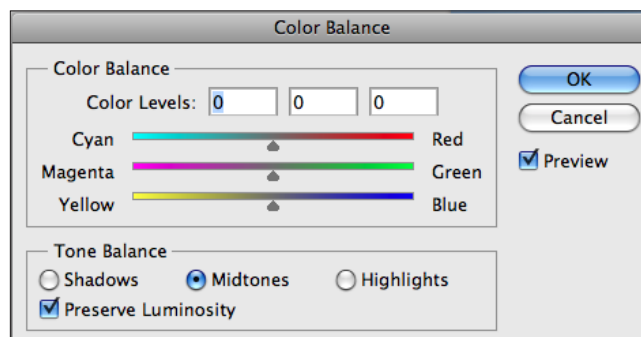 Color Balance
Color Balance
Color Levels: 0 0 0
Cyan Red
Magenta Green
Yellow Blue
OK
Cancel
Preview
Tone Balance
Shadows Midtones Highlights
Preserve Luminosity